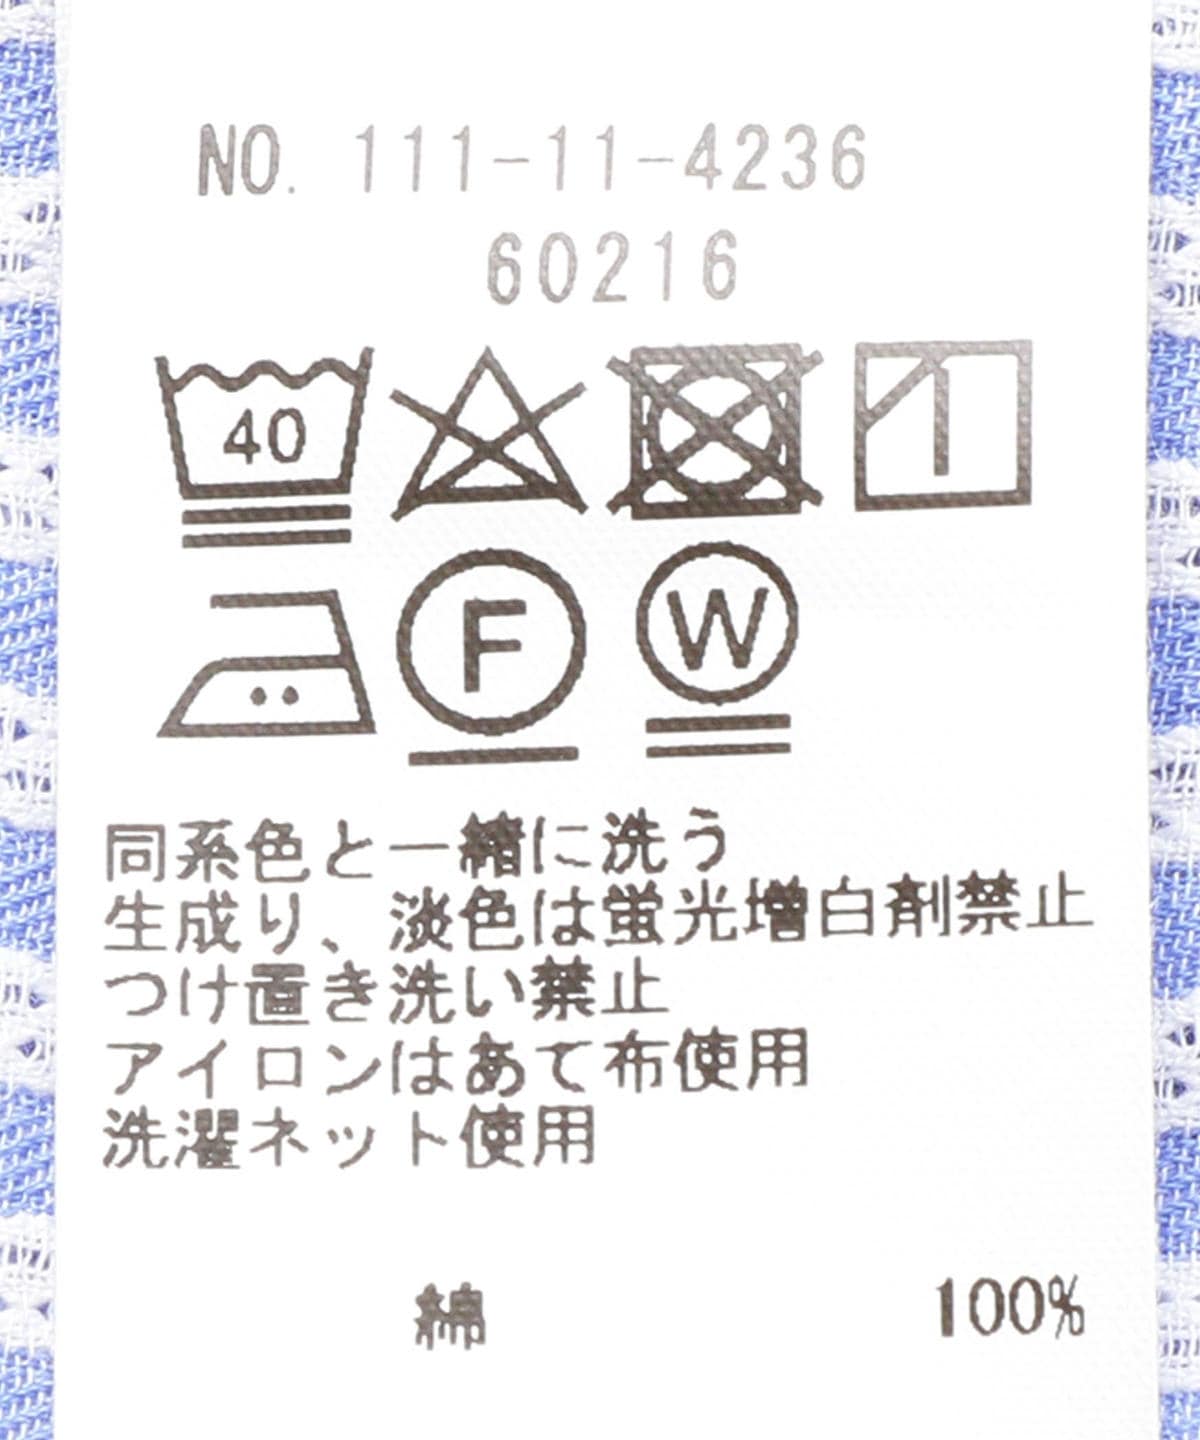 NO. 111-11-4236
60216
40
F W
同系色と一緒に洗う
生成り、淡色は蛍光増白剤禁止
つけ置き洗い禁止
アイロンはあて布使用
洗濯ネット使用
綿 100%